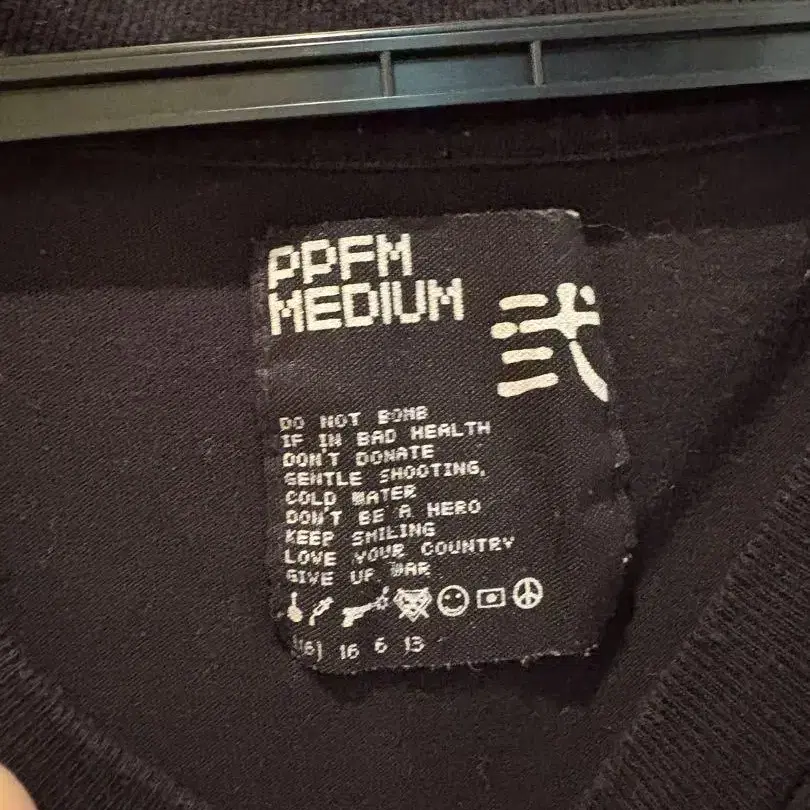 PPFM
MEDIUM
弐
DO NOT BOMB
IF IN BAD HEALTH
DON'T DONATE
GENTLE SHOOTING,
COLD WATER
DON'T BE A HERO
KEEP SMILING
LOVE YOUR COUNTRY
GIVE UP WAR
16 6 13